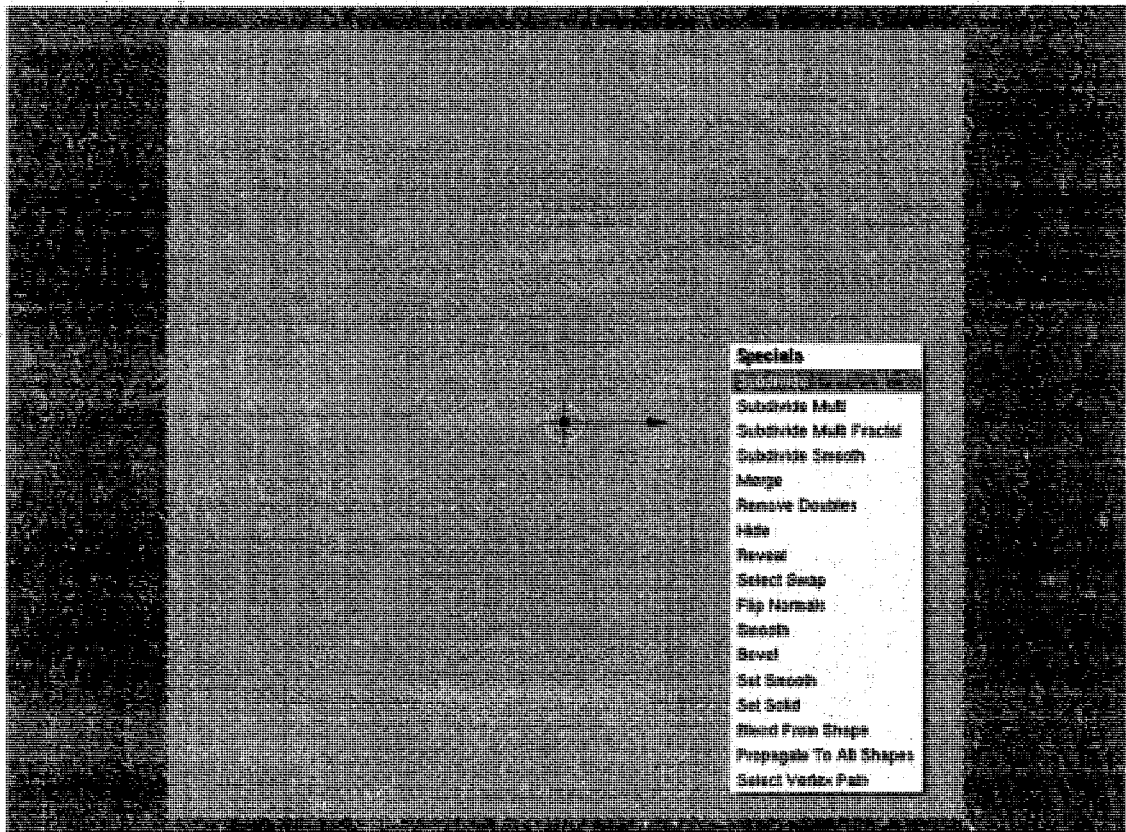 Specials
Subdivide Multi
Subdivide Multi Fractal
Subdivide Smooth
Merge
Remove Doubles
Hide
Reveal
Select Swap
Flip Normals
Smooth
Bevel
Set Smooth
Set Solid
Blend From Shape
Propagate To All Shapes
Select Vertex Path